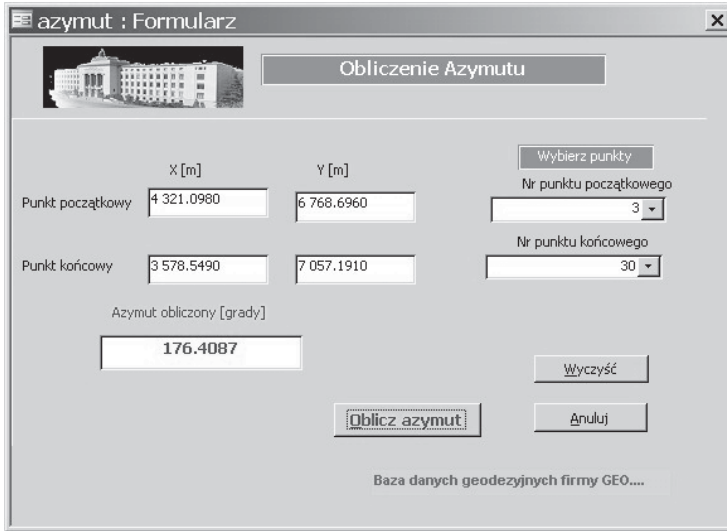 azymut : Formularz
Obliczenie Azymutu
Wybierz punkty
X [m] Y [m]
Nr punktu początkowego
Punkt początkowy 4 321.0980 6 768.6960 3
Nr punktu końcowego
Punkt końcowy 3 578.5490 7 057.1910 30
Azymut obliczony [grady]
176.4087
Wyczyść
Oblicz azymut Anuluj
Baza danych geodezyjnych firmy GEO....